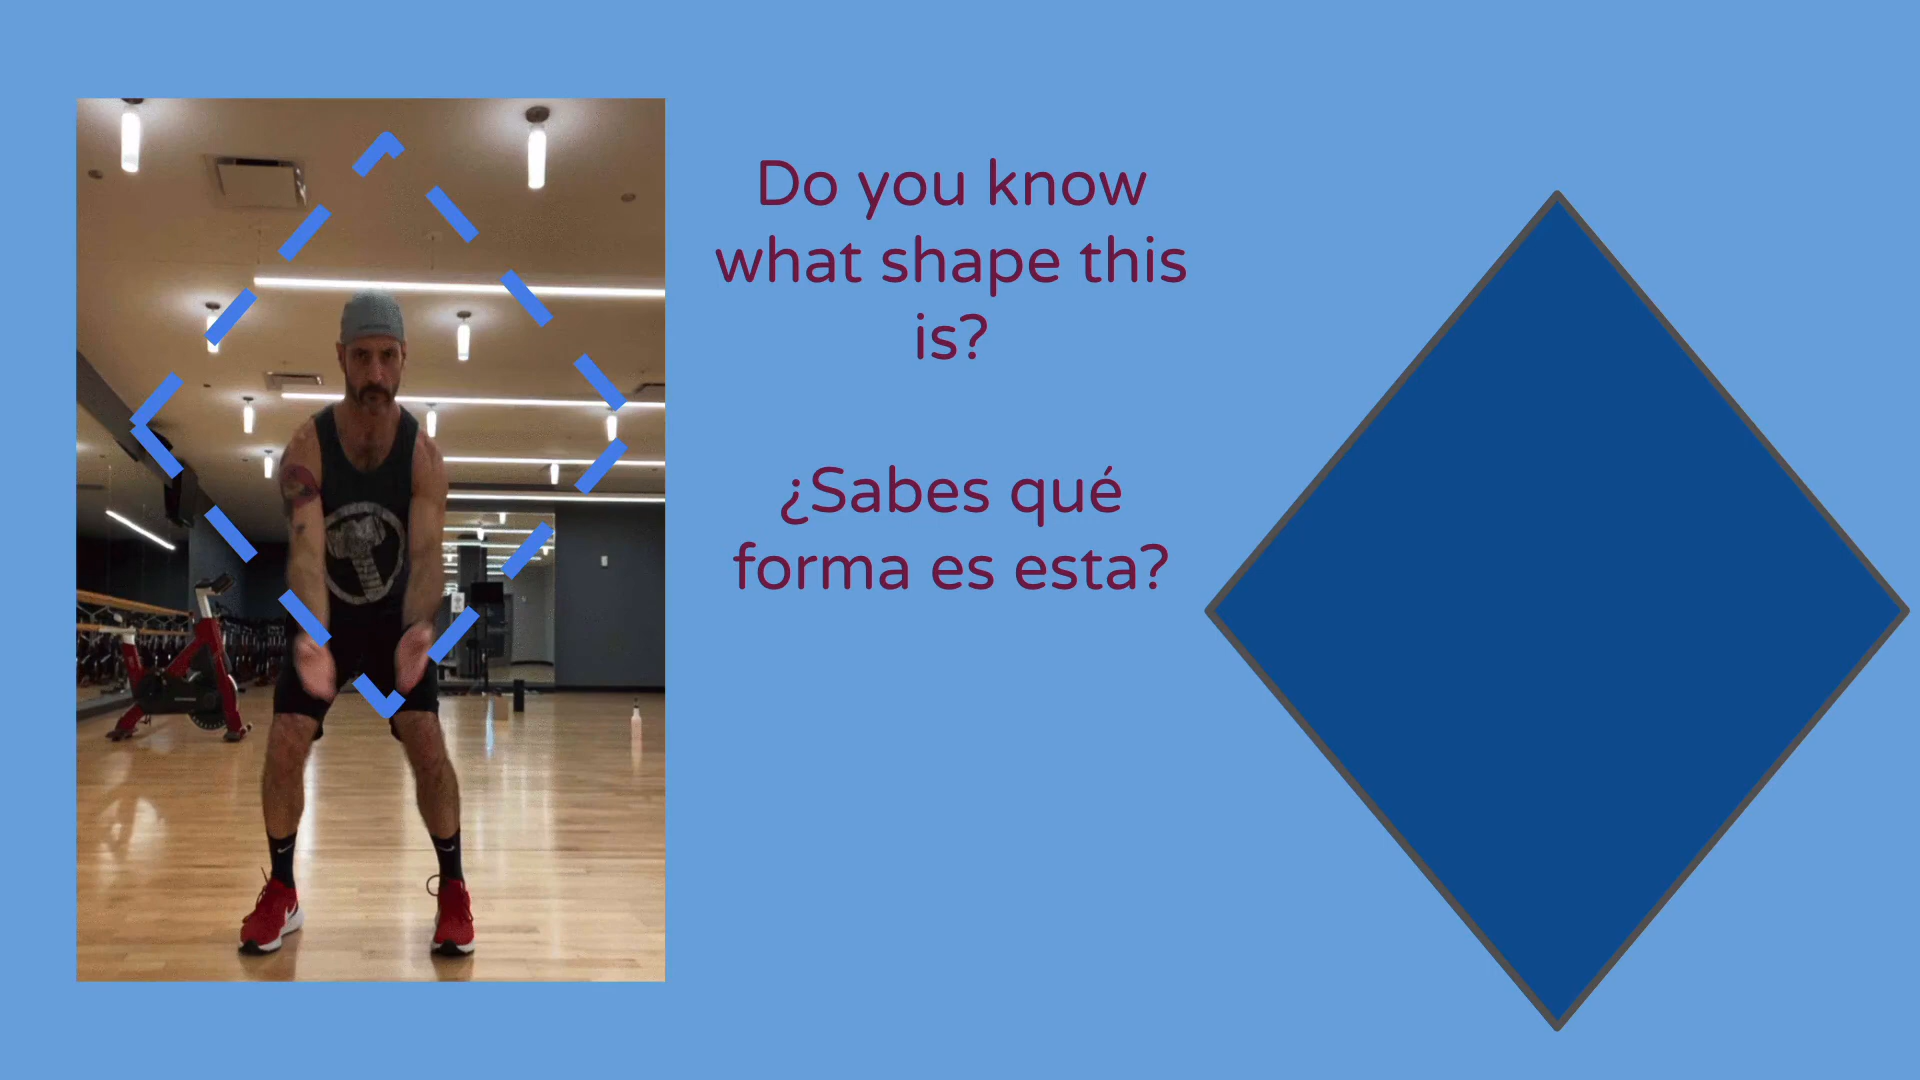 Do you know
what shape this
is?
¿Sabes qué
forma es esta?